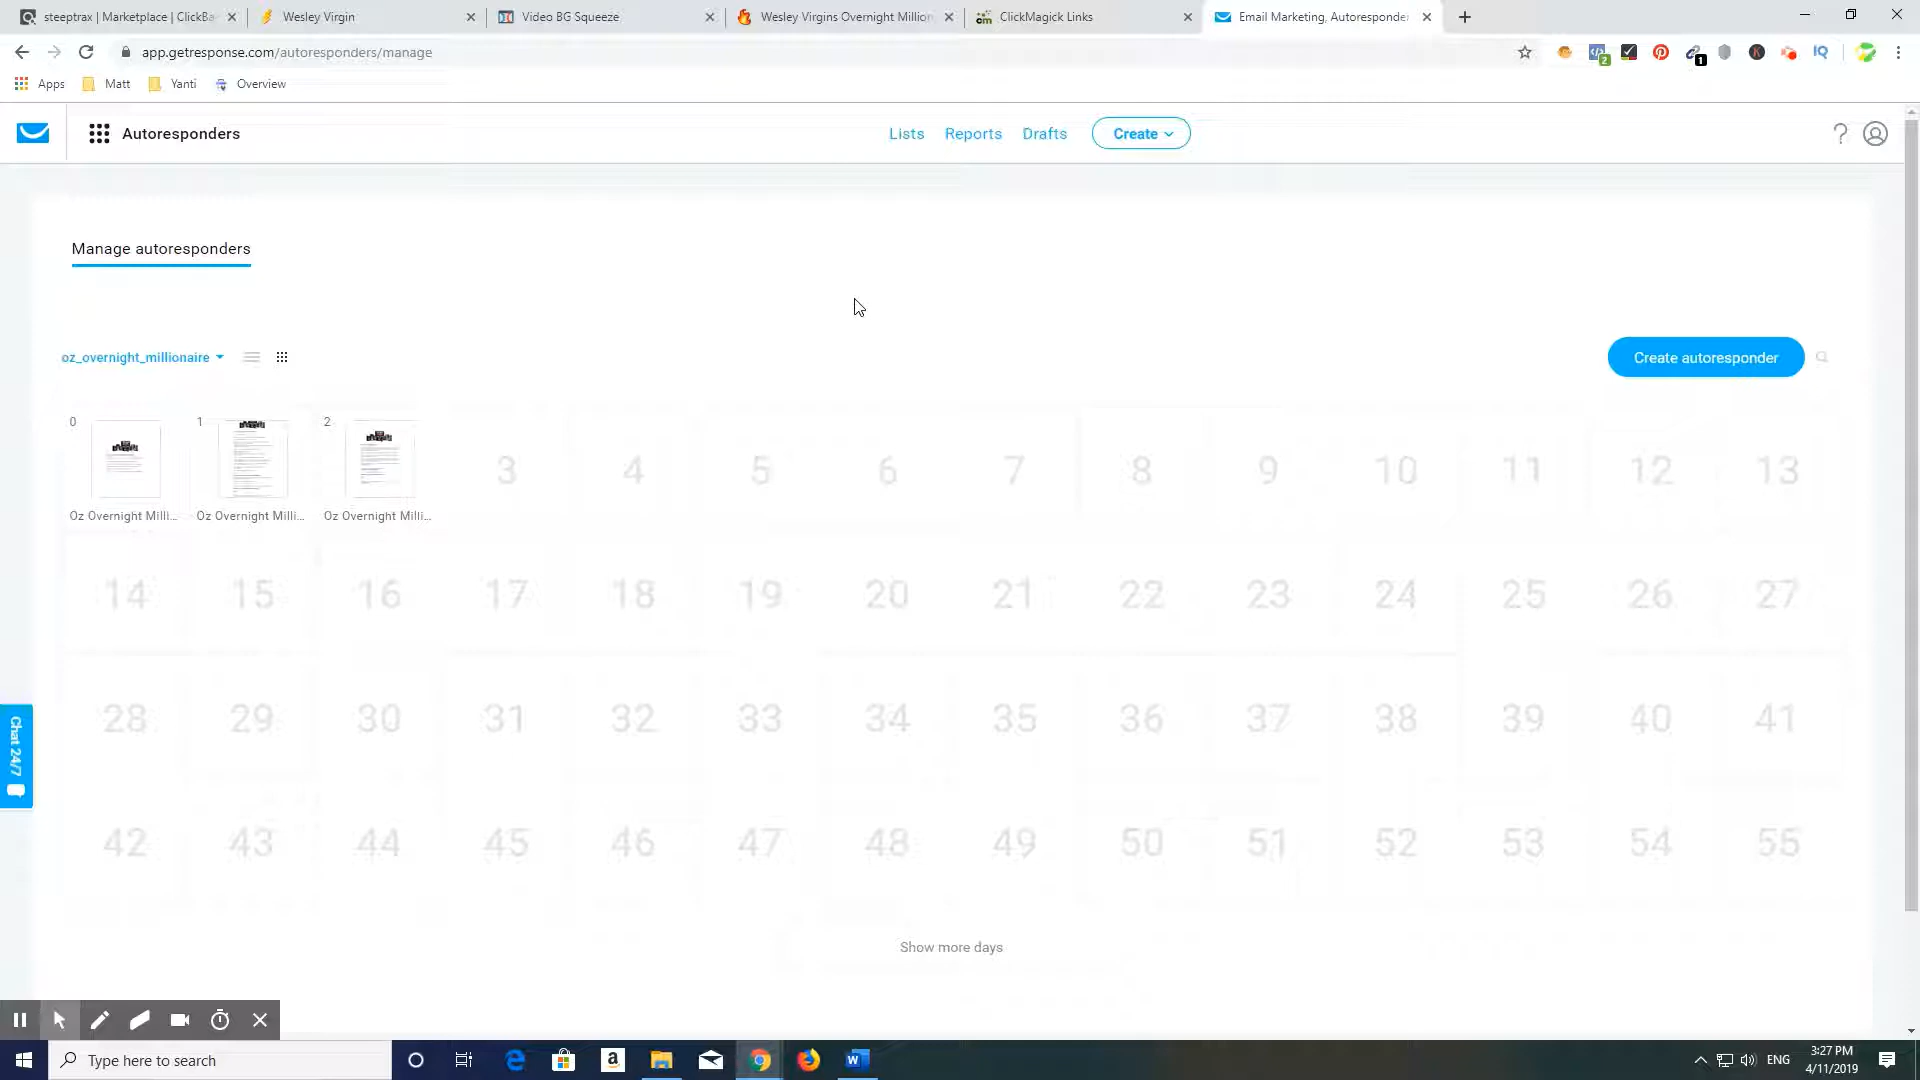 steeptrax | Marketplace | ClickBa
Wesley Virgin
Video BG Squeeze
Wesley Virgins Overnight Million
ClickMagick Links
Email Marketing, Autoresponder
app.getresponse.com/autoresponders/manage
Apps
Matt
Yanti
Overview
Autoresponders
Lists
Reports
Drafts
Create
Manage autoresponders
oz_overnight_millionaire
Create autoresponder
0 1 2
3 4 5 6 7 8 9 10 11 12 13
Oz Overnight Milli... Oz Overnight Milli... Oz Overnight Milli...
14 15 16 17 18 19 20 21 22 23 24 25 26 27
28 29 30 31 32 33 34 35 36 37 38 39 40 41
42 43 44 45 46 47 48 49 50 51 52 53 54 55
Chat 24/7
Show more days
Type here to search
ENG
3:27 PM
4/11/2019